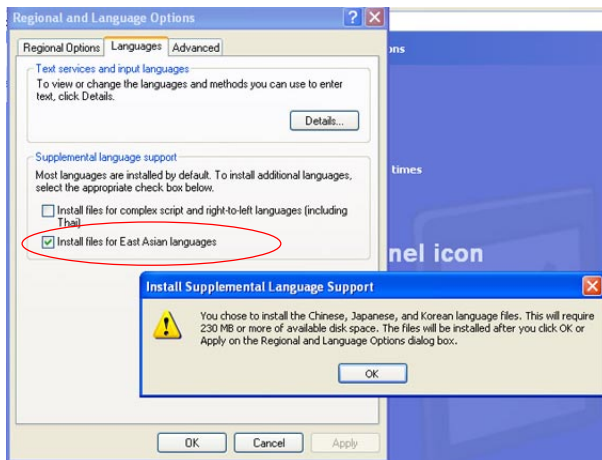 Regional and Language Options
Regional Options
Languages
Advanced
Text services and input languages
To view or change the languages and methods you can use to enter
text, click Details.
Details...
Supplemental language support
Most languages are installed by default. To install additional languages,
select the appropriate check box below.
Install files for complex script and right-to-left languages (including
Thai)
Install files for East Asian languages
OK
Cancel
Apply
ons
times
nel icon
Install Supplemental Language Support
You chose to install the Chinese, Japanese, and Korean language files. This will require
230 MB or more of available disk space. The files will be installed after you click OK or
Apply on the Regional and Language Options dialog box.
OK